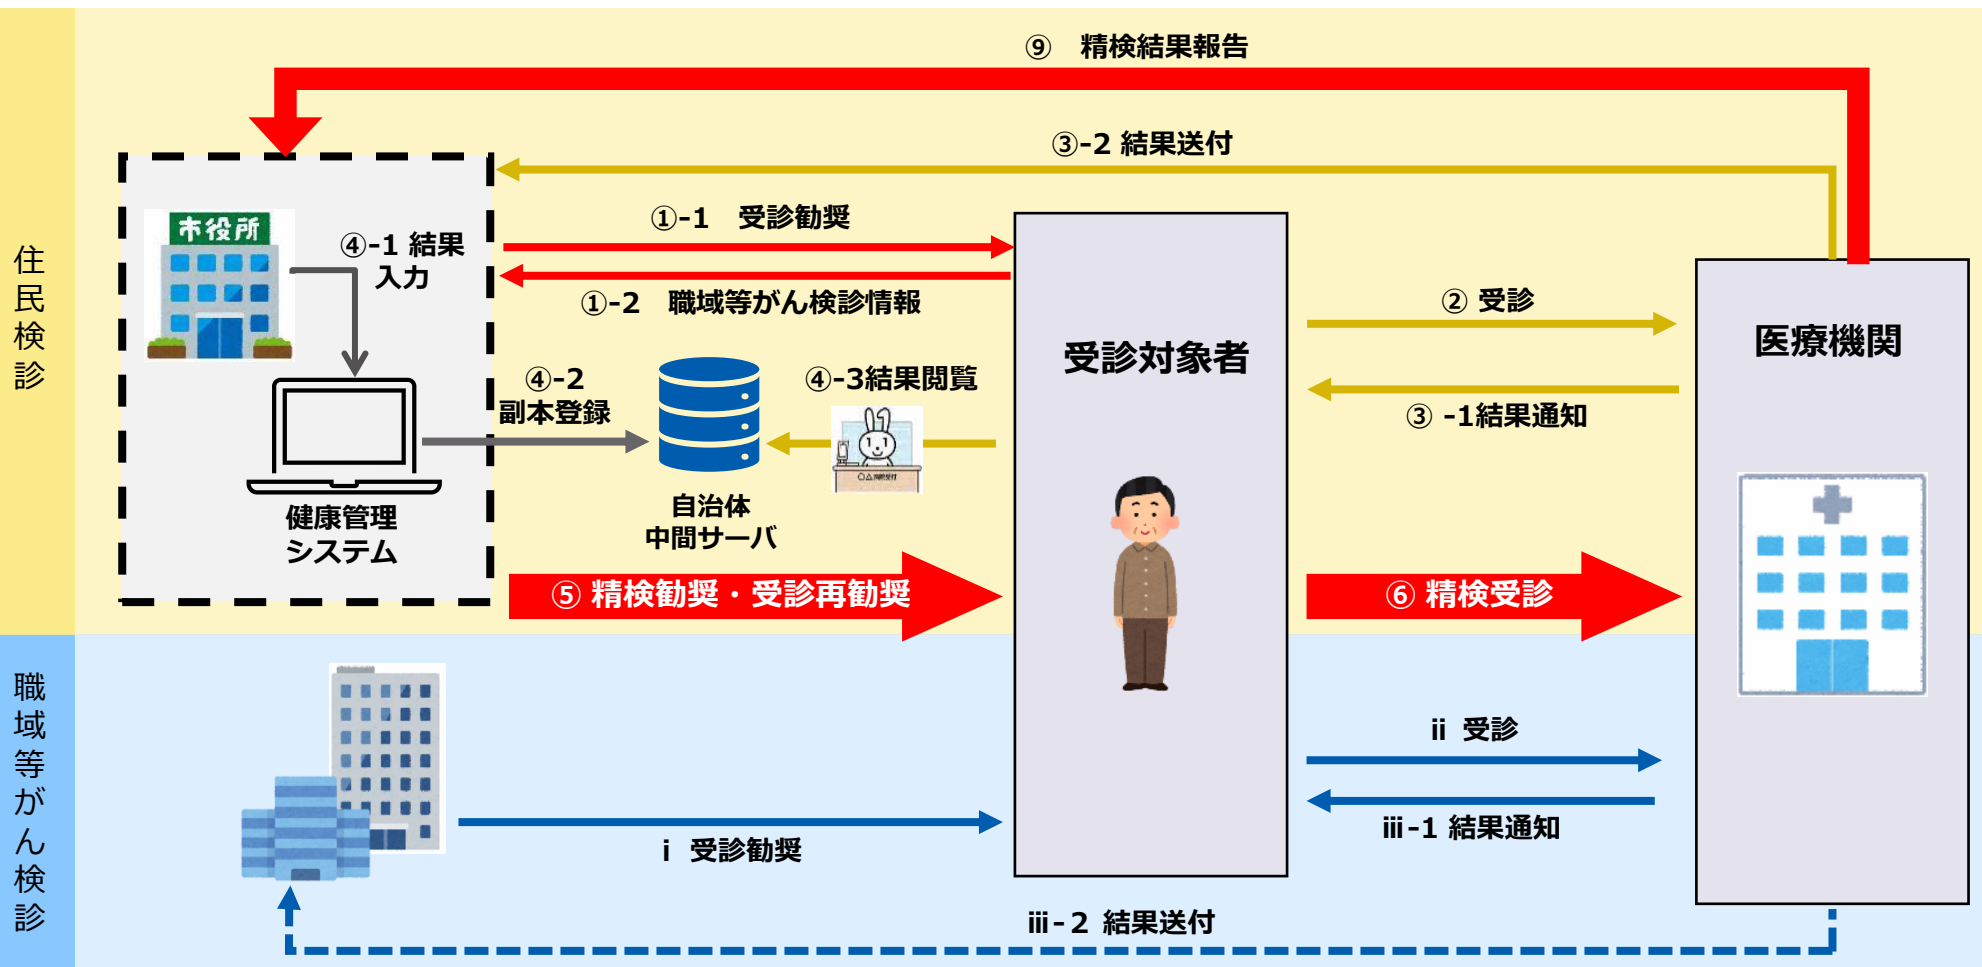 ⑨　精検結果報告
③-2 結果送付
住民検診
市役所
④-1 結果
入力
①-1　受診勧奨
①-2　職域等がん検診情報
受診対象者
② 受診
③ -1結果通知
医療機関
④-2
副本登録
④-3結果閲覧
自治体
中間サーバ
健康管理
システム
⑤ 精検勧奨・受診再勧奨
⑥ 精検受診
職域等がん検診
ⅱ 受診
ⅲ-1 結果通知
ⅰ 受診勧奨
ⅲ-2 結果送付